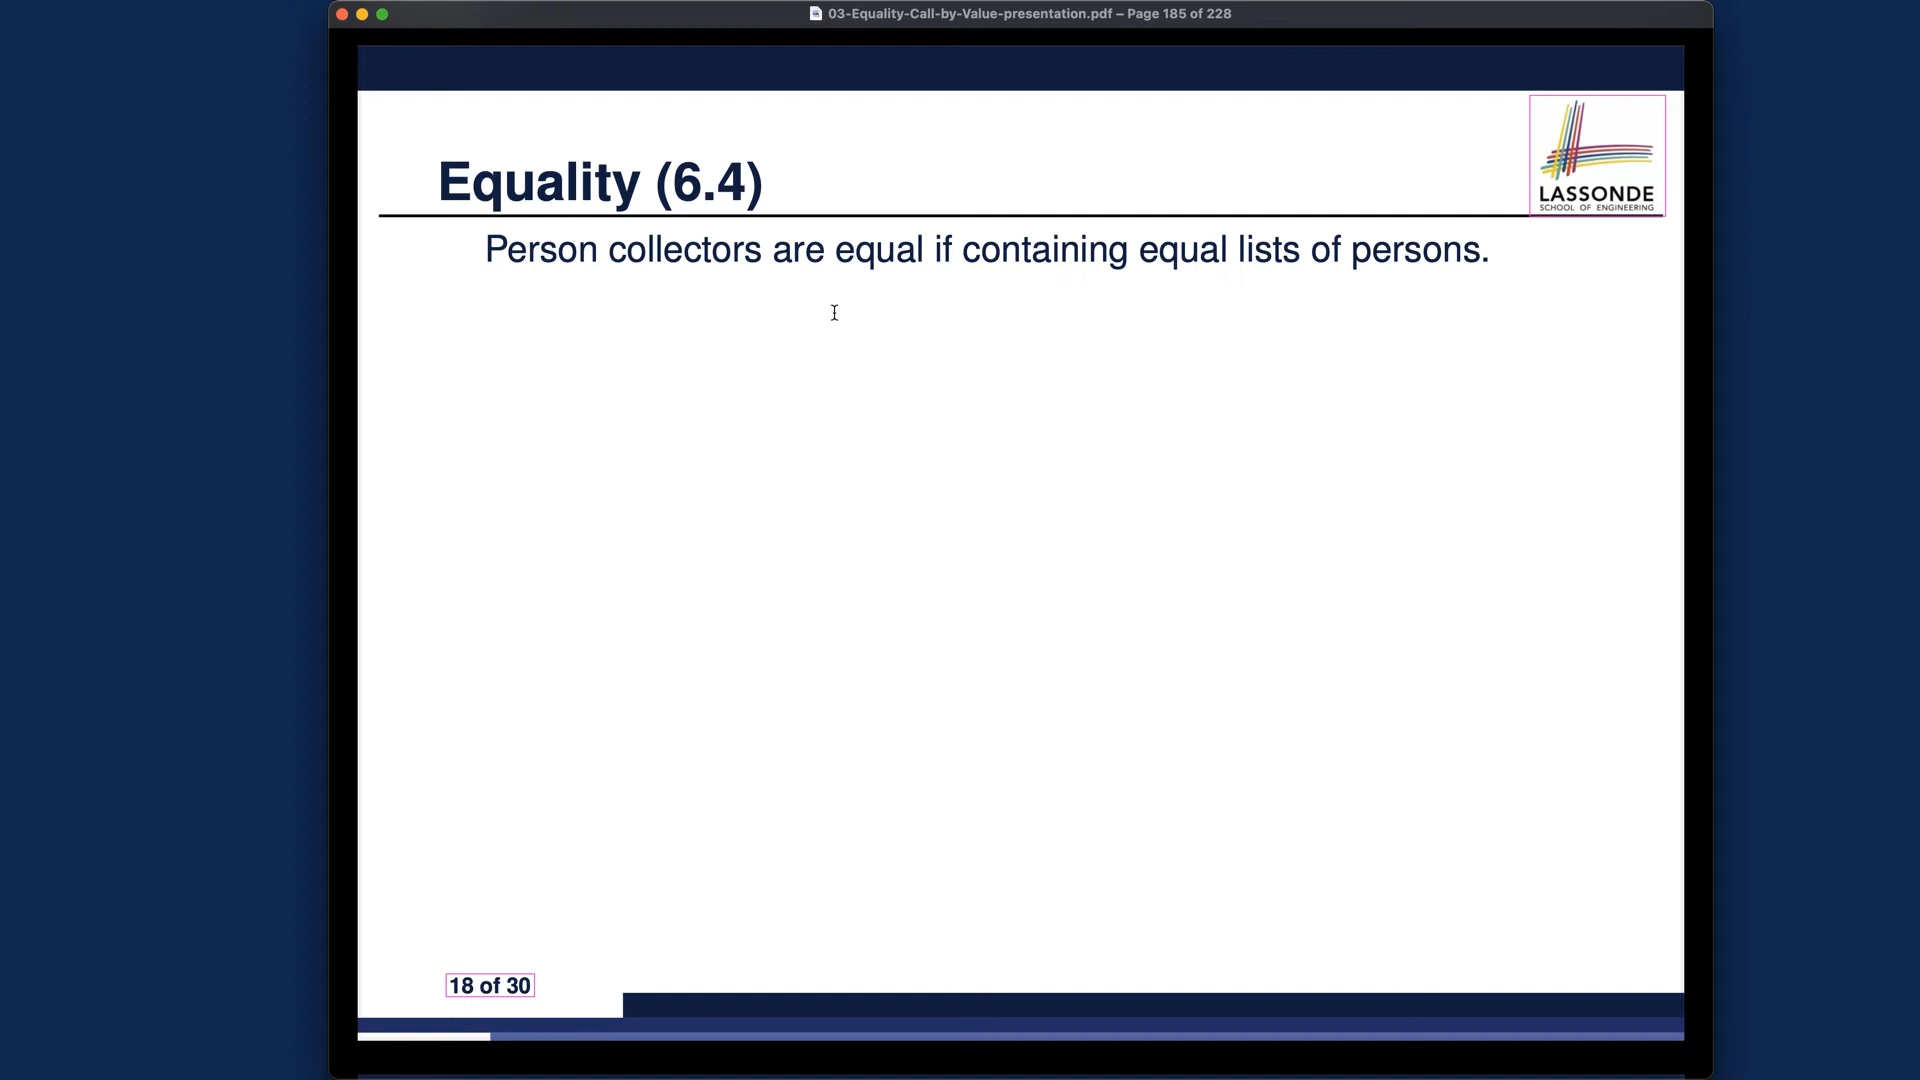 03-Equality-Call-by-Value-presentation.pdf – Page 185 of 228
LASSONDE
SCHOOL OF ENGINEERING
Equality (6.4)
Person collectors are equal if containing equal lists of persons.
18 of 30